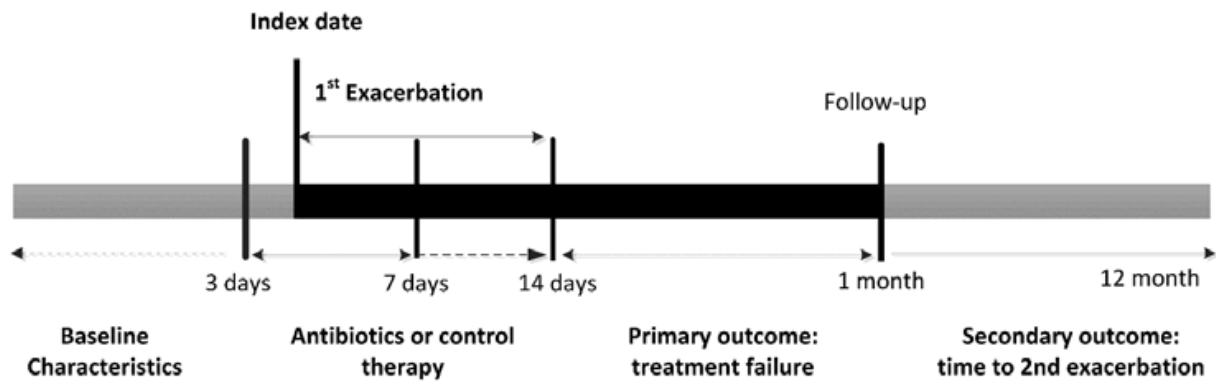 Index date
1st Exacerbation
Follow-up
3 days
7 days
14 days
1 month
12 month
Baseline
Characteristics
Antibiotics or control
therapy
Primary outcome:
treatment failure
Secondary outcome:
time to 2nd exacerbation